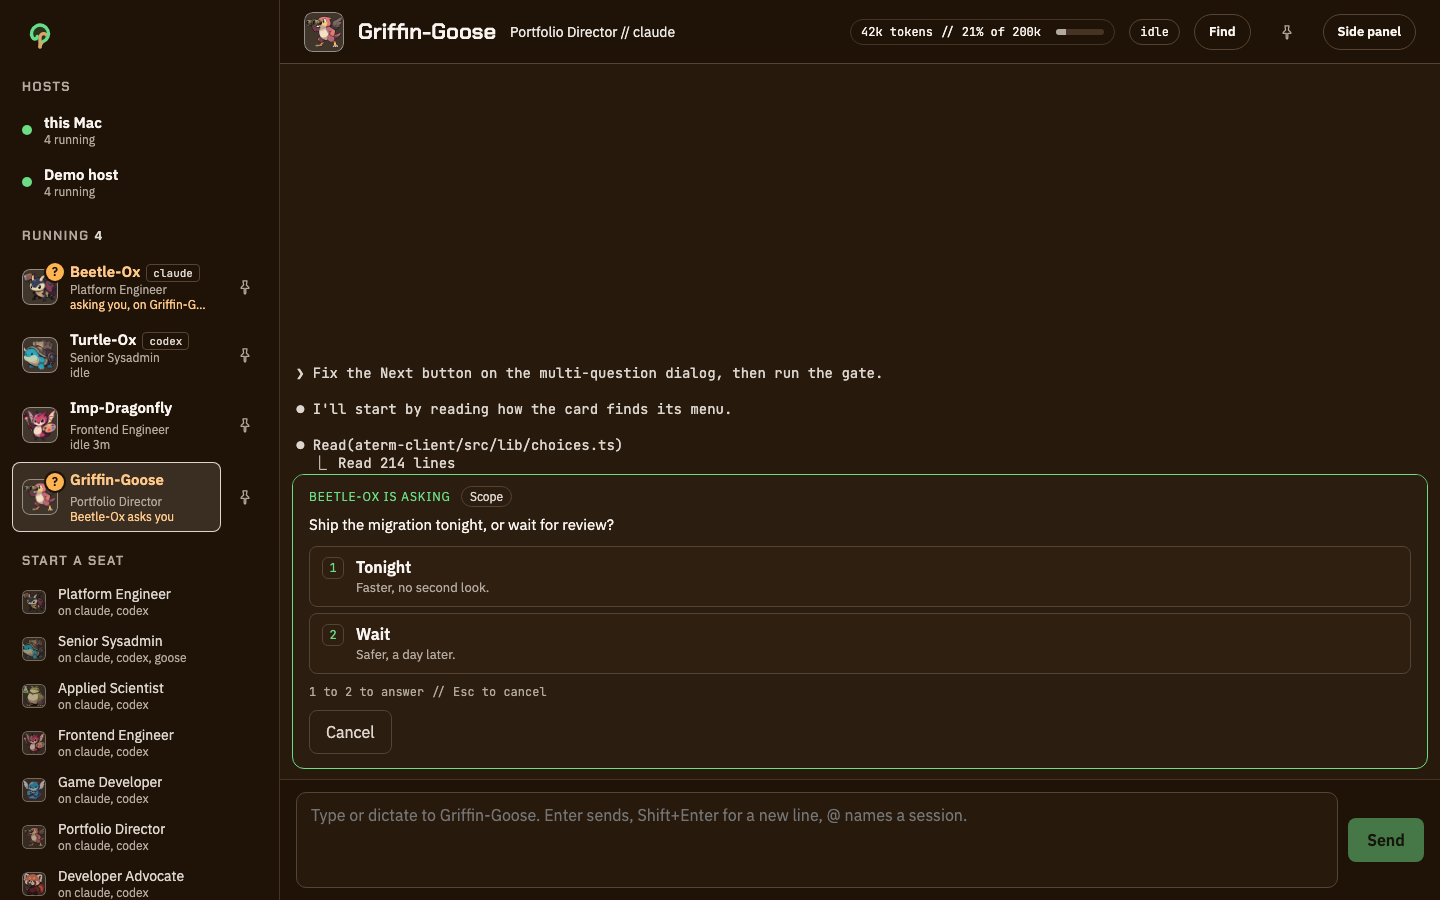 HOSTS
this Mac
4 running
Demo host
4 running
RUNNING 4
? Beetle-Ox claude
Platform Engineer
asking you, on Griffin-G...
Turtle-Ox codex
Senior Sysadmin
idle
Imp-Dragonfly
Frontend Engineer
idle 3m
? Griffin-Goose
Portfolio Director
Beetle-Ox asks you
START A SEAT
Platform Engineer
on claude, codex
Senior Sysadmin
on claude, codex, goose
Applied Scientist
on claude, codex
Frontend Engineer
on claude, codex
Game Developer
on claude, codex
Portfolio Director
on claude, codex
Developer Advocate
on claude, codex
Griffin-Goose Portfolio Director // claude
42k tokens // 21% of 200k
idle
Find
Side panel
❯ Fix the Next button on the multi-question dialog, then run the gate.
● I'll start by reading how the card finds its menu.
● Read(aterm-client/src/lib/choices.ts)
⎿ Read 214 lines
BEETLE-OX IS ASKING Scope
Ship the migration tonight, or wait for review?
1 Tonight
Faster, no second look.
2 Wait
Safer, a day later.
1 to 2 to answer // Esc to cancel
Cancel
Type or dictate to Griffin-Goose. Enter sends, Shift+Enter for a new line, @ names a session.
Send